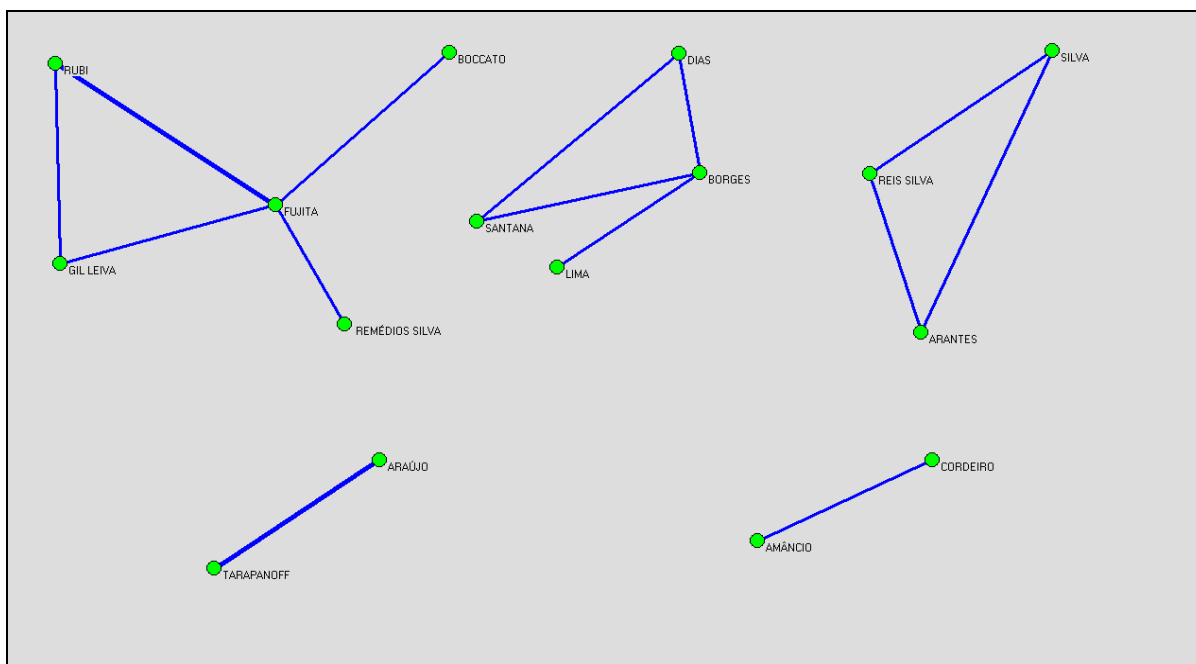 RUBI
BOCCATO
DIAS
SILVA
BORGES
REIS SILVA
FUJITA
SANTANA
GIL LEIVA
LIMA
REMÉDIOS SILVA
ARANTES
ARAÚJO
CORDEIRO
AMÂNCIO
TARAPANOFF